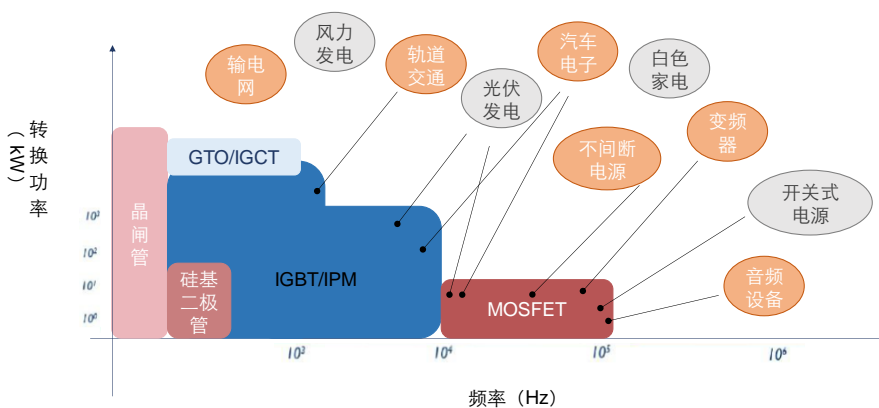 风力
发电
输电
网
轨道
交通
光伏
发电
汽车
电子
白色
家电
不间断
电源
变频
器
开关式
电源
音频
设备
转换功率
（kW）
GTO/IGCT
晶
闸
管
硅基
二极
管
IGBT/IPM
MOSFET
10³
10²
10¹
10⁰
10³
10⁴
10⁵
10⁶
频率（Hz）